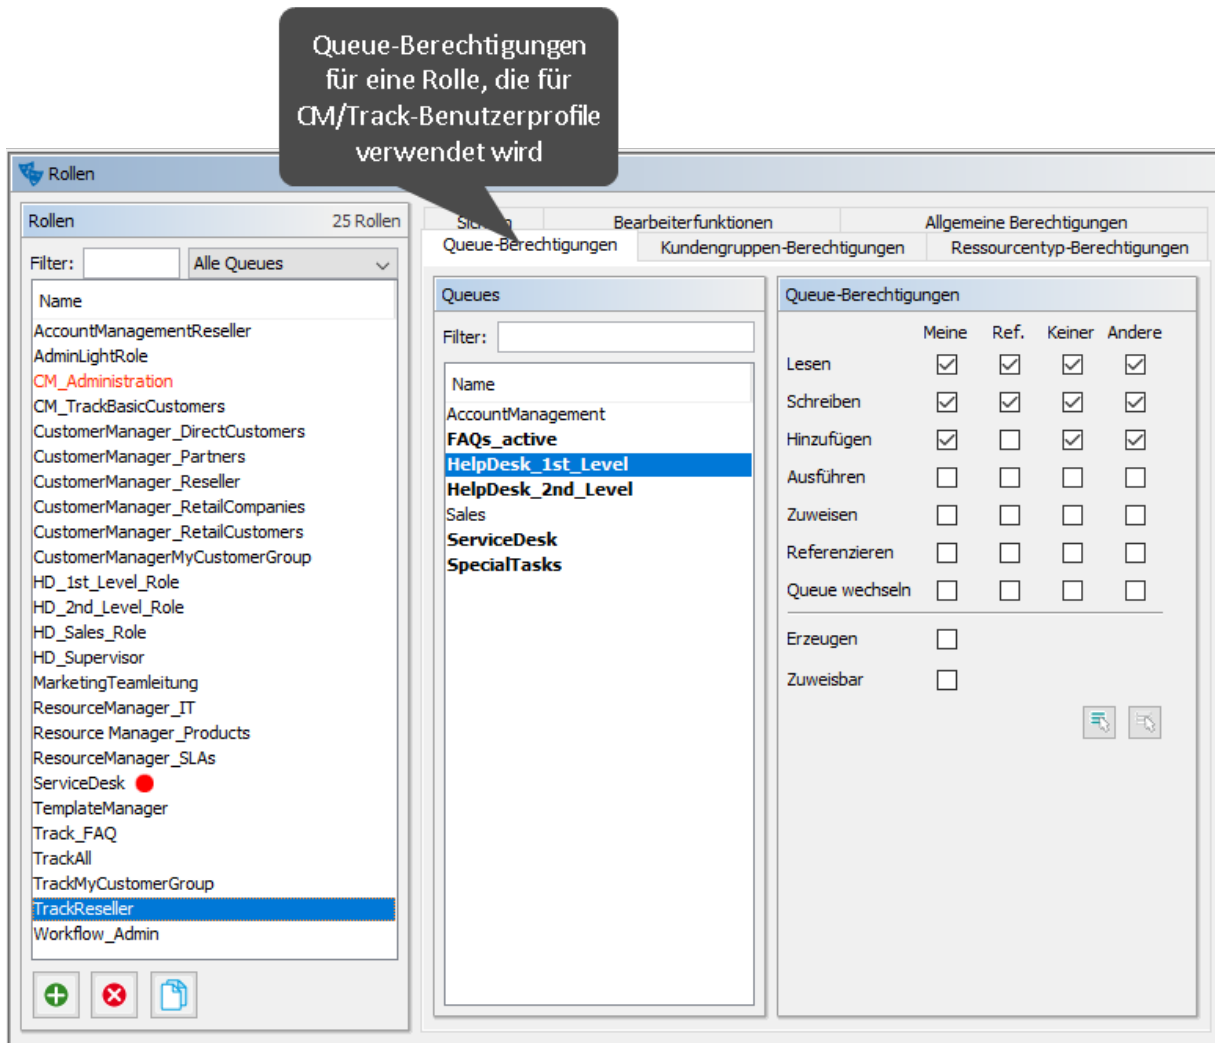 Queue-Berechtigungen
für eine Rolle, die für
CM/Track-Benutzerprofile
verwendet wird
Rollen
Rollen 25 Rollen
Filter: Alle Queues
Name
AccountManagementReseller
AdminLightRole
CM_Administration
CM_TrackBasicCustomers
CustomerManager_DirectCustomers
CustomerManager_Partners
CustomerManager_Reseller
CustomerManager_RetailCompanies
CustomerManager_RetailCustomers
CustomerManagerMyCustomerGroup
HD_1st_Level_Role
HD_2nd_Level_Role
HD_Sales_Role
HD_Supervisor
MarketingTeamleitung
ResourceManager_IT
Resource Manager_Products
ResourceManager_SLAs
ServiceDesk
TemplateManager
Track_FAQ
TrackAll
TrackMyCustomerGroup
TrackReseller
Workflow_Admin
Bearbeiterfunktionen Allgemeine Berechtigungen
Queue-Berechtigungen Kundengruppen-Berechtigungen Ressourcentyp-Berechtigungen
Queues
Filter:
Name
AccountManagement
FAQs_active
HelpDesk_1st_Level
HelpDesk_2nd_Level
Sales
ServiceDesk
SpecialTasks
Queue-Berechtigungen
Meine Ref. Keiner Andere
Lesen
Schreiben
Hinzufügen
Ausführen
Zuweisen
Referenzieren
Queue wechseln
Erzeugen
Zuweisbar